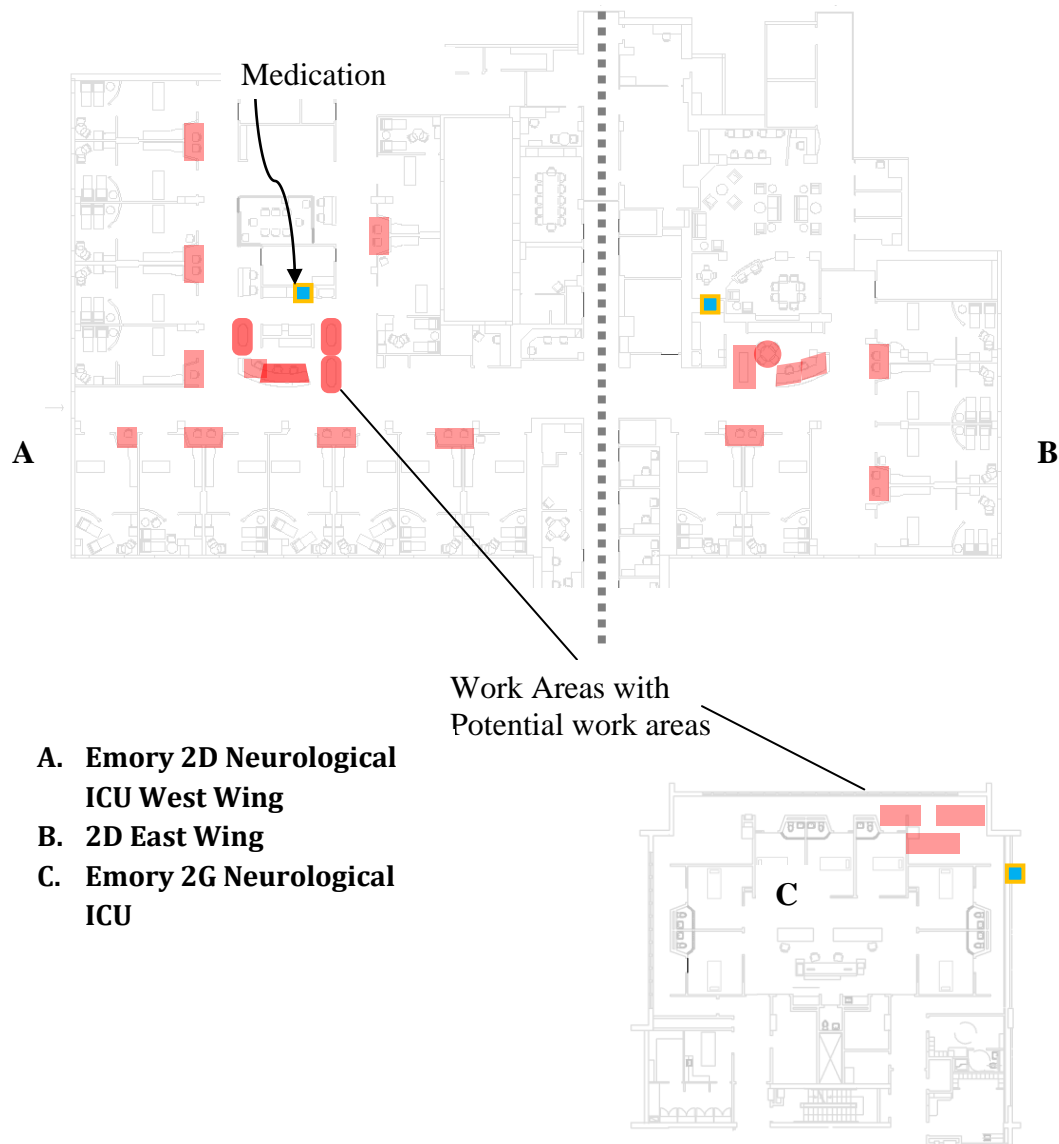 Medication
A
B
Work Areas with
Potential work areas
A. Emory 2D Neurological
ICU West Wing
B. 2D East Wing
C. Emory 2G Neurological
ICU
C